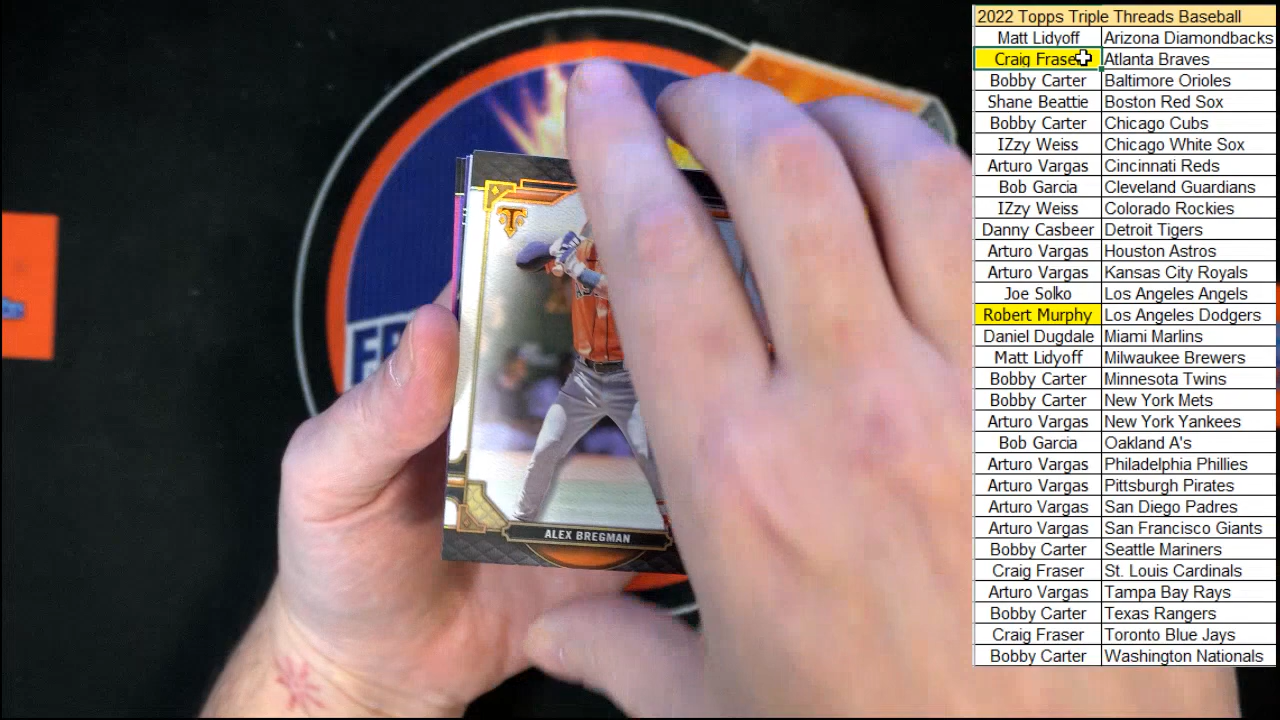 2022 Topps Triple Threads Baseball
Matt Lidyoff Arizona Diamondbacks
Craig Fraser Atlanta Braves
Bobby Carter Baltimore Orioles
Shane Beattie Boston Red Sox
Bobby Carter Chicago Cubs
IZzy Weiss Chicago White Sox
Arturo Vargas Cincinnati Reds
Bob Garcia Cleveland Guardians
IZzy Weiss Colorado Rockies
Danny Casbeer Detroit Tigers
Arturo Vargas Houston Astros
Arturo Vargas Kansas City Royals
Joe Solko Los Angeles Angels
Robert Murphy Los Angeles Dodgers
Daniel Dugdale Miami Marlins
Matt Lidyoff Milwaukee Brewers
Bobby Carter Minnesota Twins
Bobby Carter New York Mets
Arturo Vargas New York Yankees
Bob Garcia Oakland A's
Arturo Vargas Philadelphia Phillies
Arturo Vargas Pittsburgh Pirates
Arturo Vargas San Diego Padres
Arturo Vargas San Francisco Giants
Bobby Carter Seattle Mariners
Craig Fraser St. Louis Cardinals
Arturo Vargas Tampa Bay Rays
Bobby Carter Texas Rangers
Craig Fraser Toronto Blue Jays
Bobby Carter Washington Nationals
T
ALEX BREGMAN